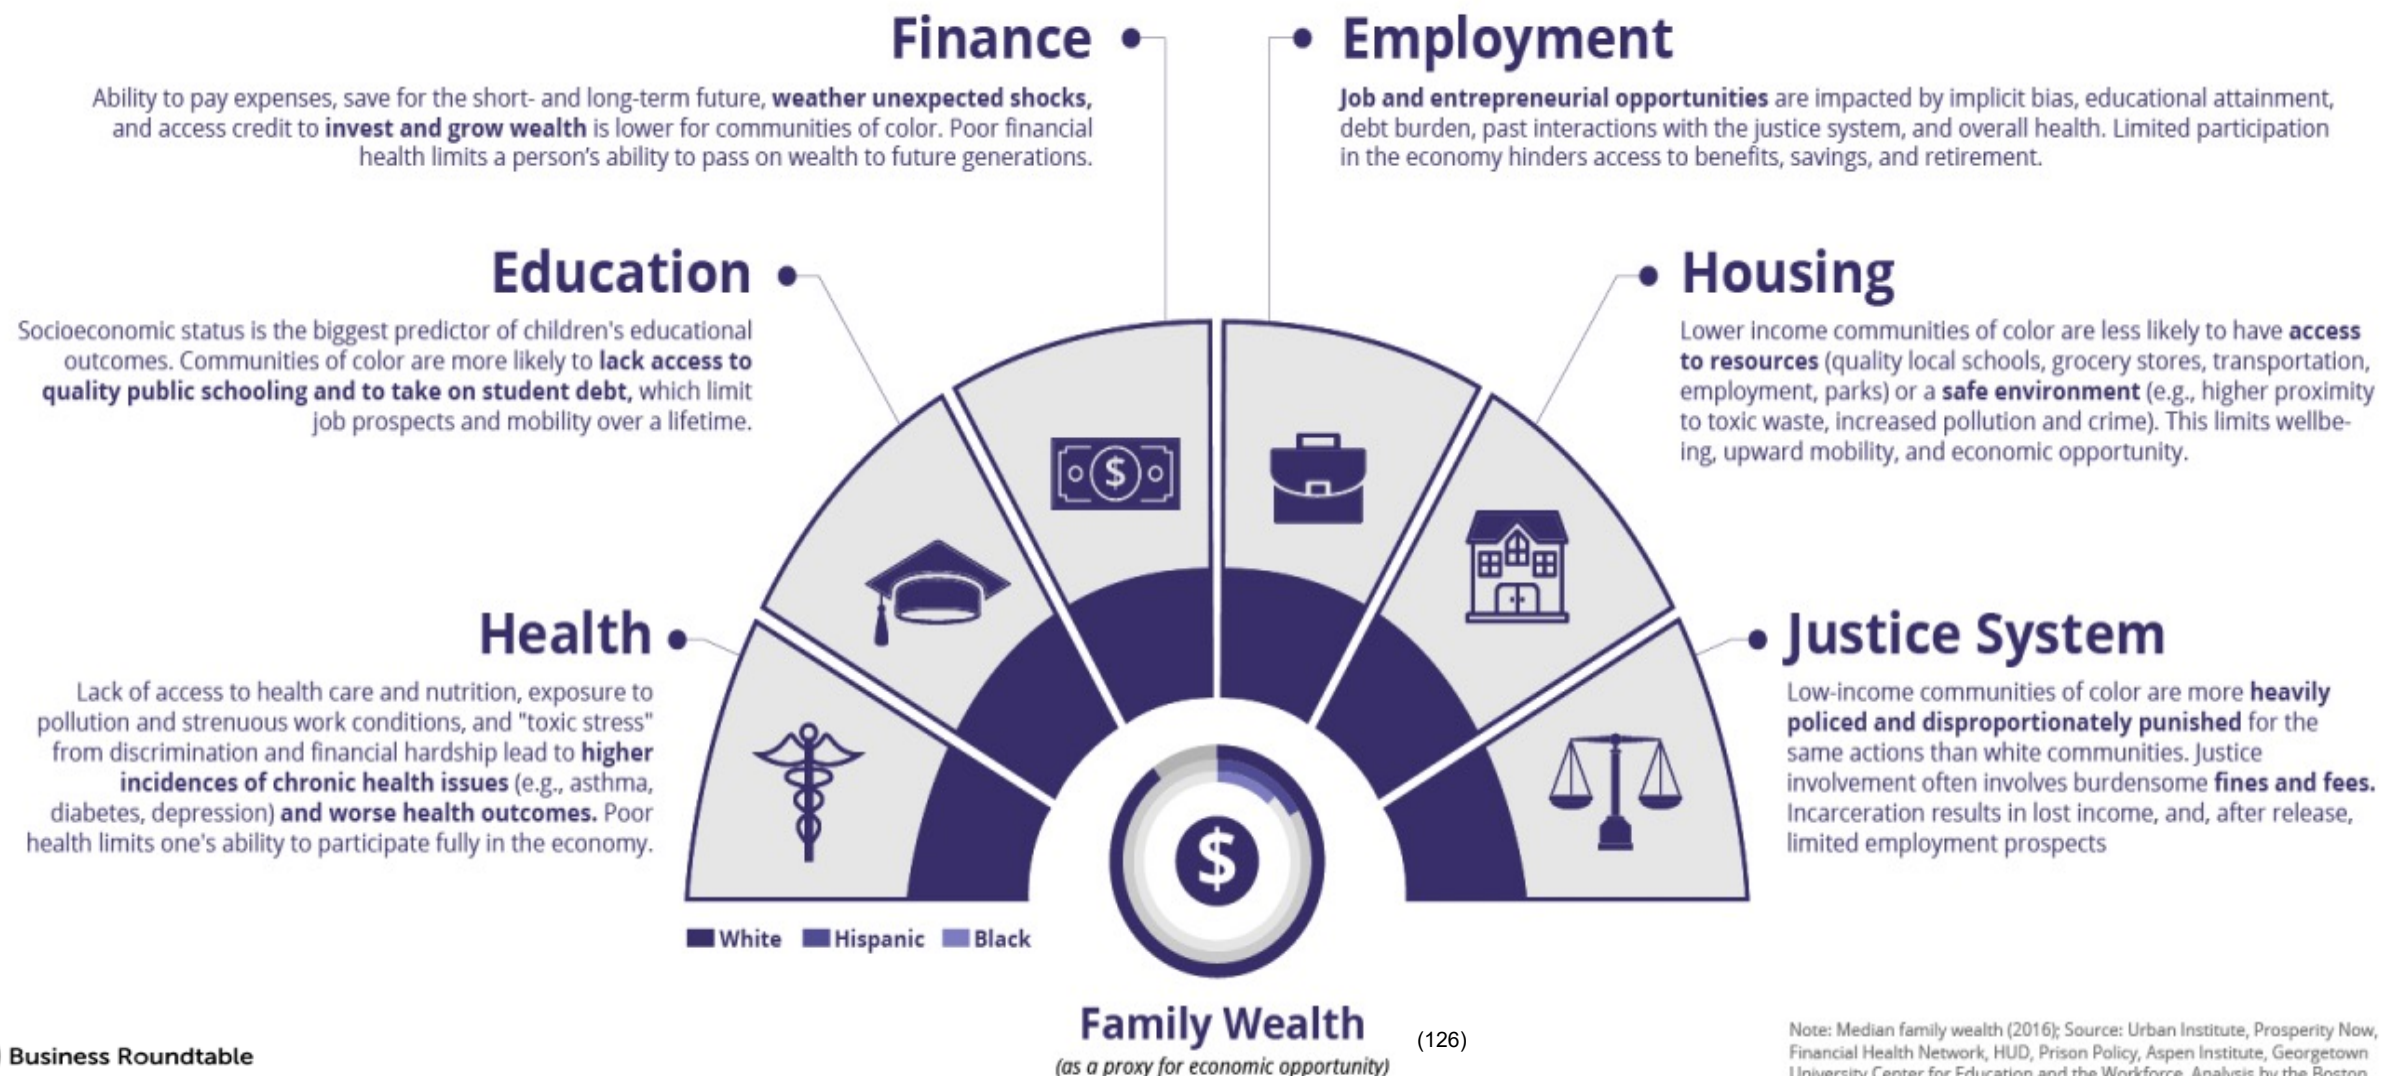 Finance
Ability to pay expenses, save for the short- and long-term future, weather unexpected shocks,
and access credit to invest and grow wealth is lower for communities of color. Poor financial
health limits a person's ability to pass on wealth to future generations.
Employment
Job and entrepreneurial opportunities are impacted by implicit bias, educational attainment,
debt burden, past interactions with the justice system, and overall health. Limited participation
in the economy hinders access to benefits, savings, and retirement.
Education
Socioeconomic status is the biggest predictor of children's educational
outcomes. Communities of color are more likely to lack access to
quality public schooling and to take on student debt, which limit
job prospects and mobility over a lifetime.
Housing
Lower income communities of color are less likely to have access
to resources (quality local schools, grocery stores, transportation,
employment, parks) or a safe environment (e.g., higher proximity
to toxic waste, increased pollution and crime). This limits wellbe-
ing, upward mobility, and economic opportunity.
Health
Lack of access to health care and nutrition, exposure to
pollution and strenuous work conditions, and "toxic stress"
from discrimination and financial hardship lead to higher
incidences of chronic health issues (e.g., asthma,
diabetes, depression) and worse health outcomes. Poor
health limits one's ability to participate fully in the economy.
Justice System
Low-income communities of color are more heavily
policed and disproportionately punished for the
same actions than white communities. Justice
involvement often involves burdensome fines and fees.
Incarceration results in lost income, and, after release,
limited employment prospects
$
$
White Hispanic Black
Family Wealth
(as a proxy for economic opportunity)
(126)
Business Roundtable
Note: Median family wealth (2016); Source: Urban Institute, Prosperity Now,
Financial Health Network, HUD, Prison Policy, Aspen Institute, Georgetown
University Center for Education and the Workforce, Analysis by the Boston